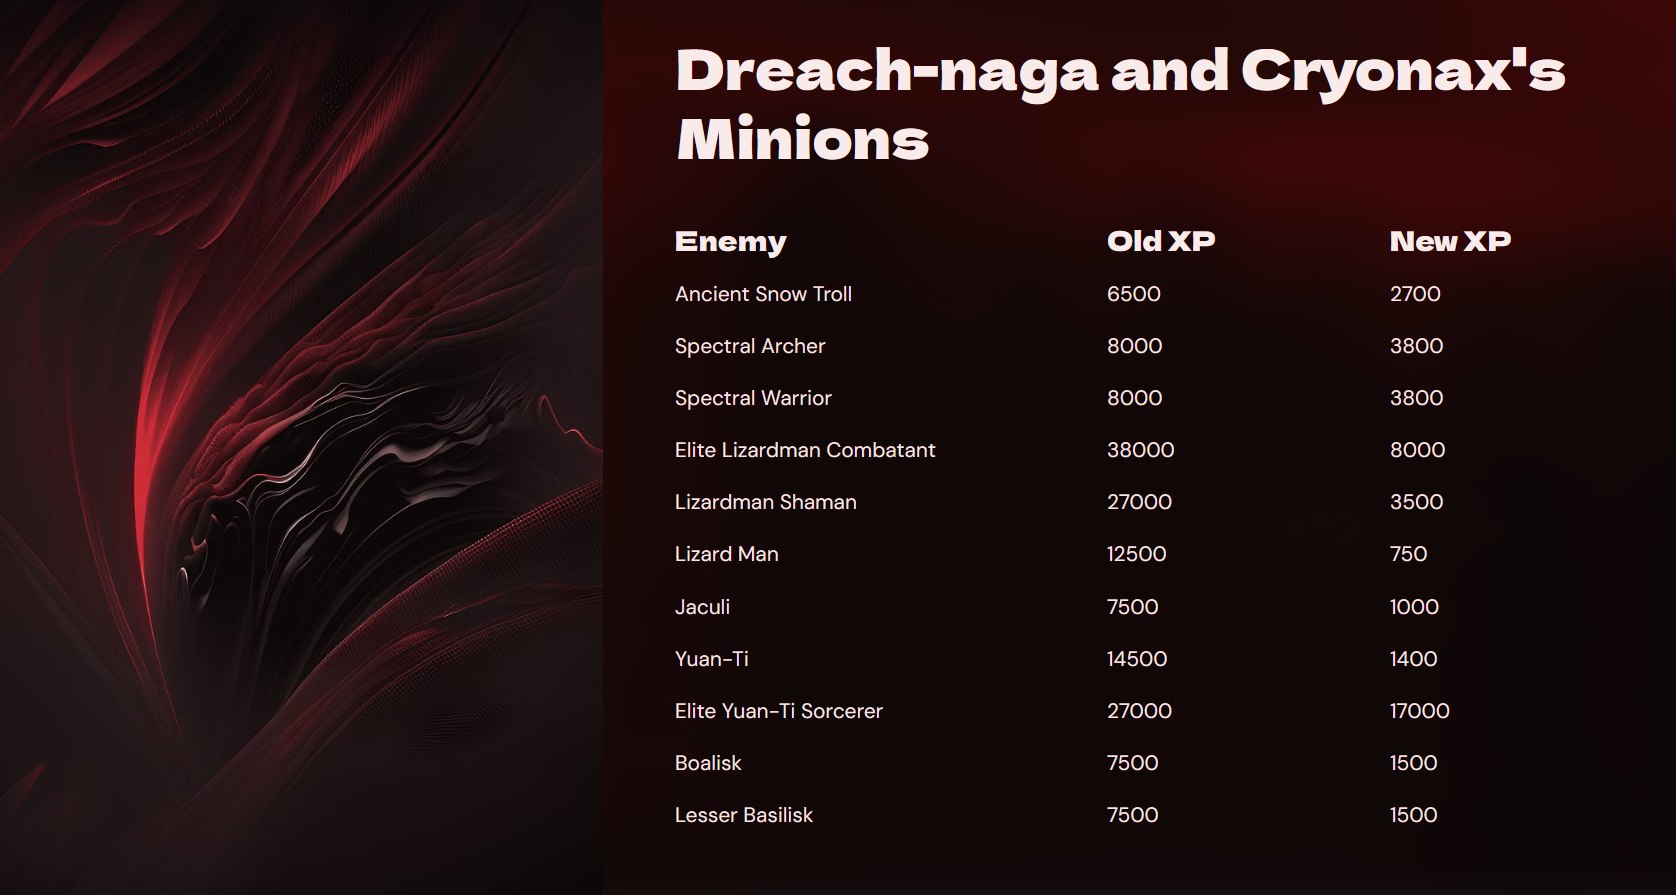 Dreach-naga and Cryonax's
Minions
Enemy Old XP New XP
Ancient Snow Troll 6500 2700
Spectral Archer 8000 3800
Spectral Warrior 8000 3800
Elite Lizardman Combatant 38000 8000
Lizardman Shaman 27000 3500
Lizard Man 12500 750
Jaculi 7500 1000
Yuan-Ti 14500 1400
Elite Yuan-Ti Sorcerer 27000 17000
Boalisk 7500 1500
Lesser Basilisk 7500 1500